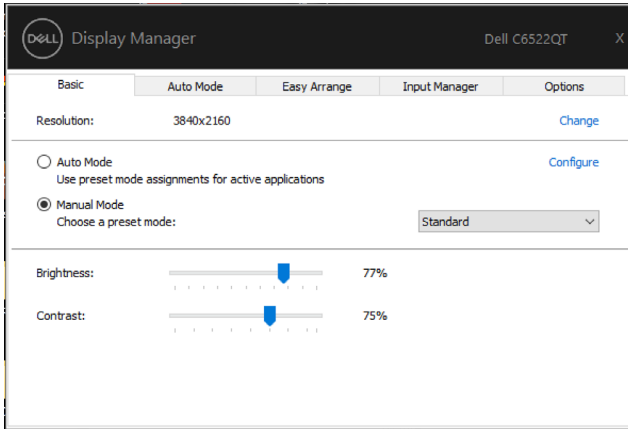 DELL Display Manager Dell C6522QT X
Basic Auto Mode Easy Arrange Input Manager Options
Resolution: 3840x2160 Change
Auto Mode Configure
Use preset mode assignments for active applications
Manual Mode
Choose a preset mode: Standard
Brightness: 77%
Contrast: 75%